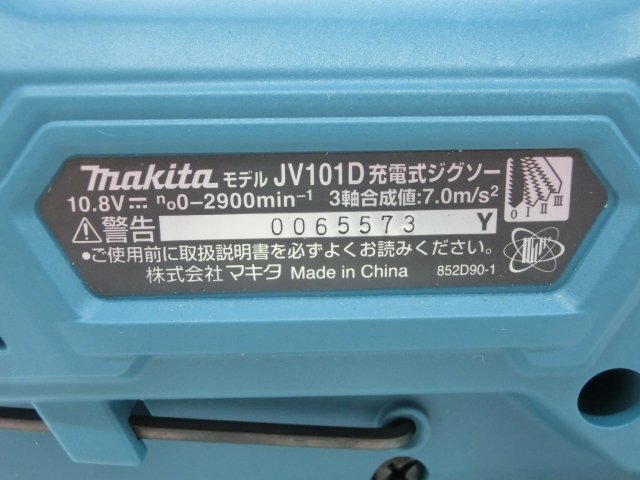 makita モデル JV101D 充電式ジグソー
10.8V⎓ n₀0-2900min⁻¹ 3軸合成値:7.0m/s²
⚠警告 0065573 Y
0 I II III
•ご使用前に取扱説明書を必ずよくお読みください。
株式会社マキタ Made in China 852D90-1